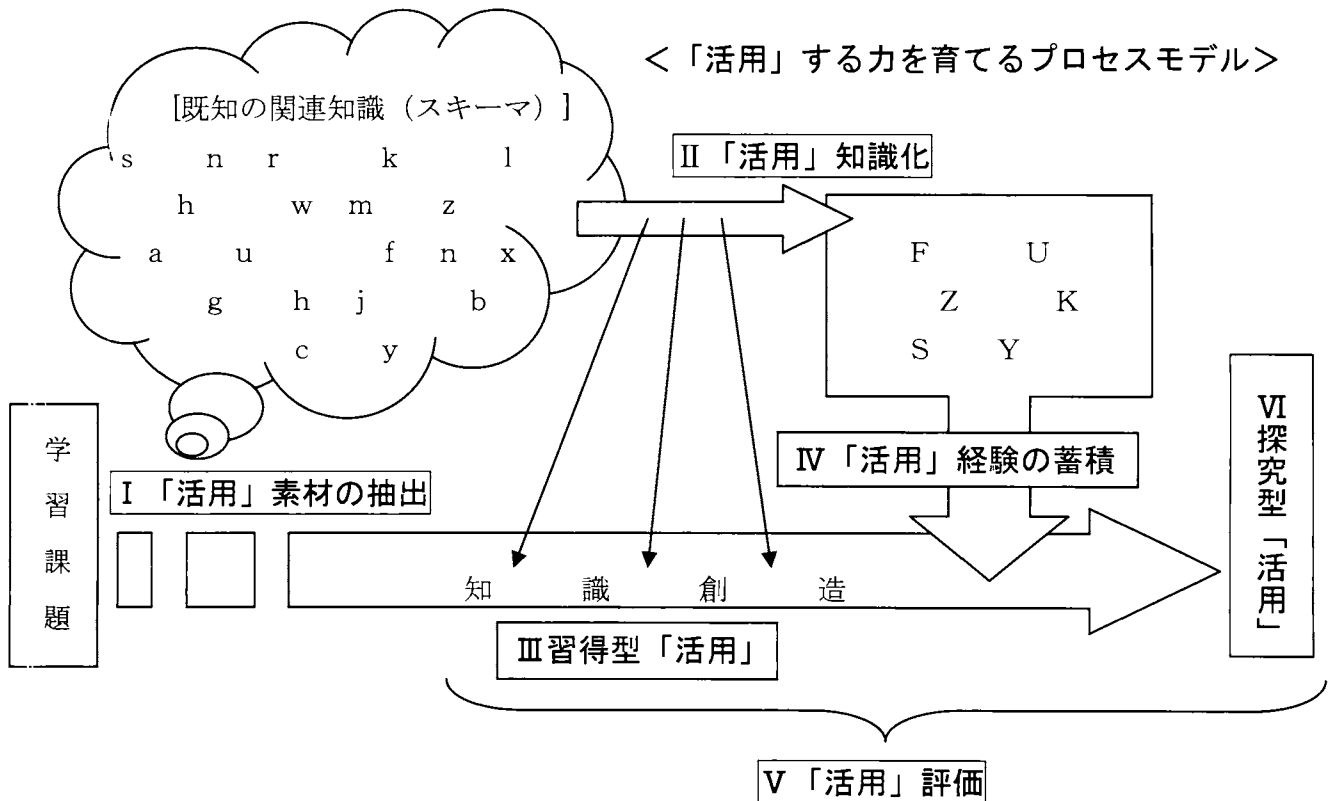 <「活用」する力を育てるプロセスモデル>
[既知の関連知識（スキーマ）]
s n r k l
h w m z
a u f n x
g h j b
c y
Ⅱ「活用」知識化
F U
Z K
S Y
学習課題
Ⅰ「活用」素材の抽出
Ⅳ「活用」経験の蓄積
Ⅵ探究型「活用」
知識創造
Ⅲ習得型「活用」
Ⅴ「活用」評価